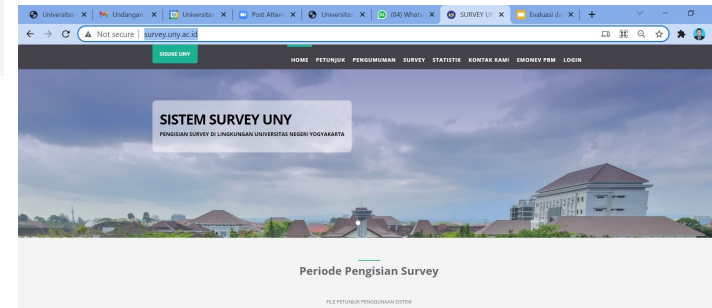 Universitas
Undangan
Universitas
Post Attend
Universitas
(84) Whats
SURVEY UN
Evaluasi da
Not secure | survey.uny.ac.id
SISUKE UNY
HOME PETUNJUK PENGUMUMAN SURVEY STATISTIK KONTAK KAMI EMONEV PBM LOGIN
SISTEM SURVEY UNY
PENGISIAN SURVEY DI LINGKUNGAN UNIVERSITAS NEGERI YOGYAKARTA
Periode Pengisian Survey
FILE PETUNJUK PENGGUNAAN SISTEM